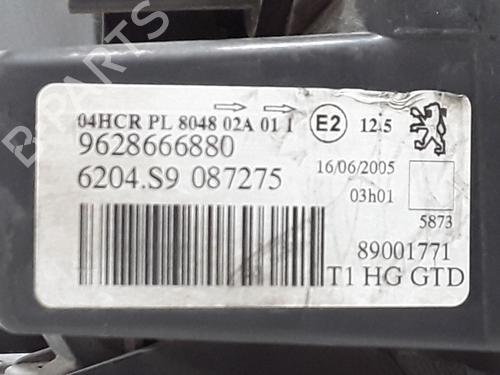 B-PARTS
04HCR PL 8048 02A 01 I E2 12.5
9628666880
6204.S9 087275
16/06/2005
03h01
5873
89001771
T1 HG GTD